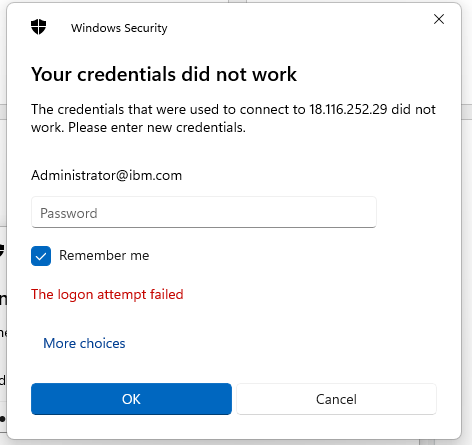 Windows Security
Your credentials did not work
The credentials that were used to connect to 18.116.252.29 did not
work. Please enter new credentials.
Administrator@ibm.com
Password
Remember me
The logon attempt failed
More choices
OK
Cancel